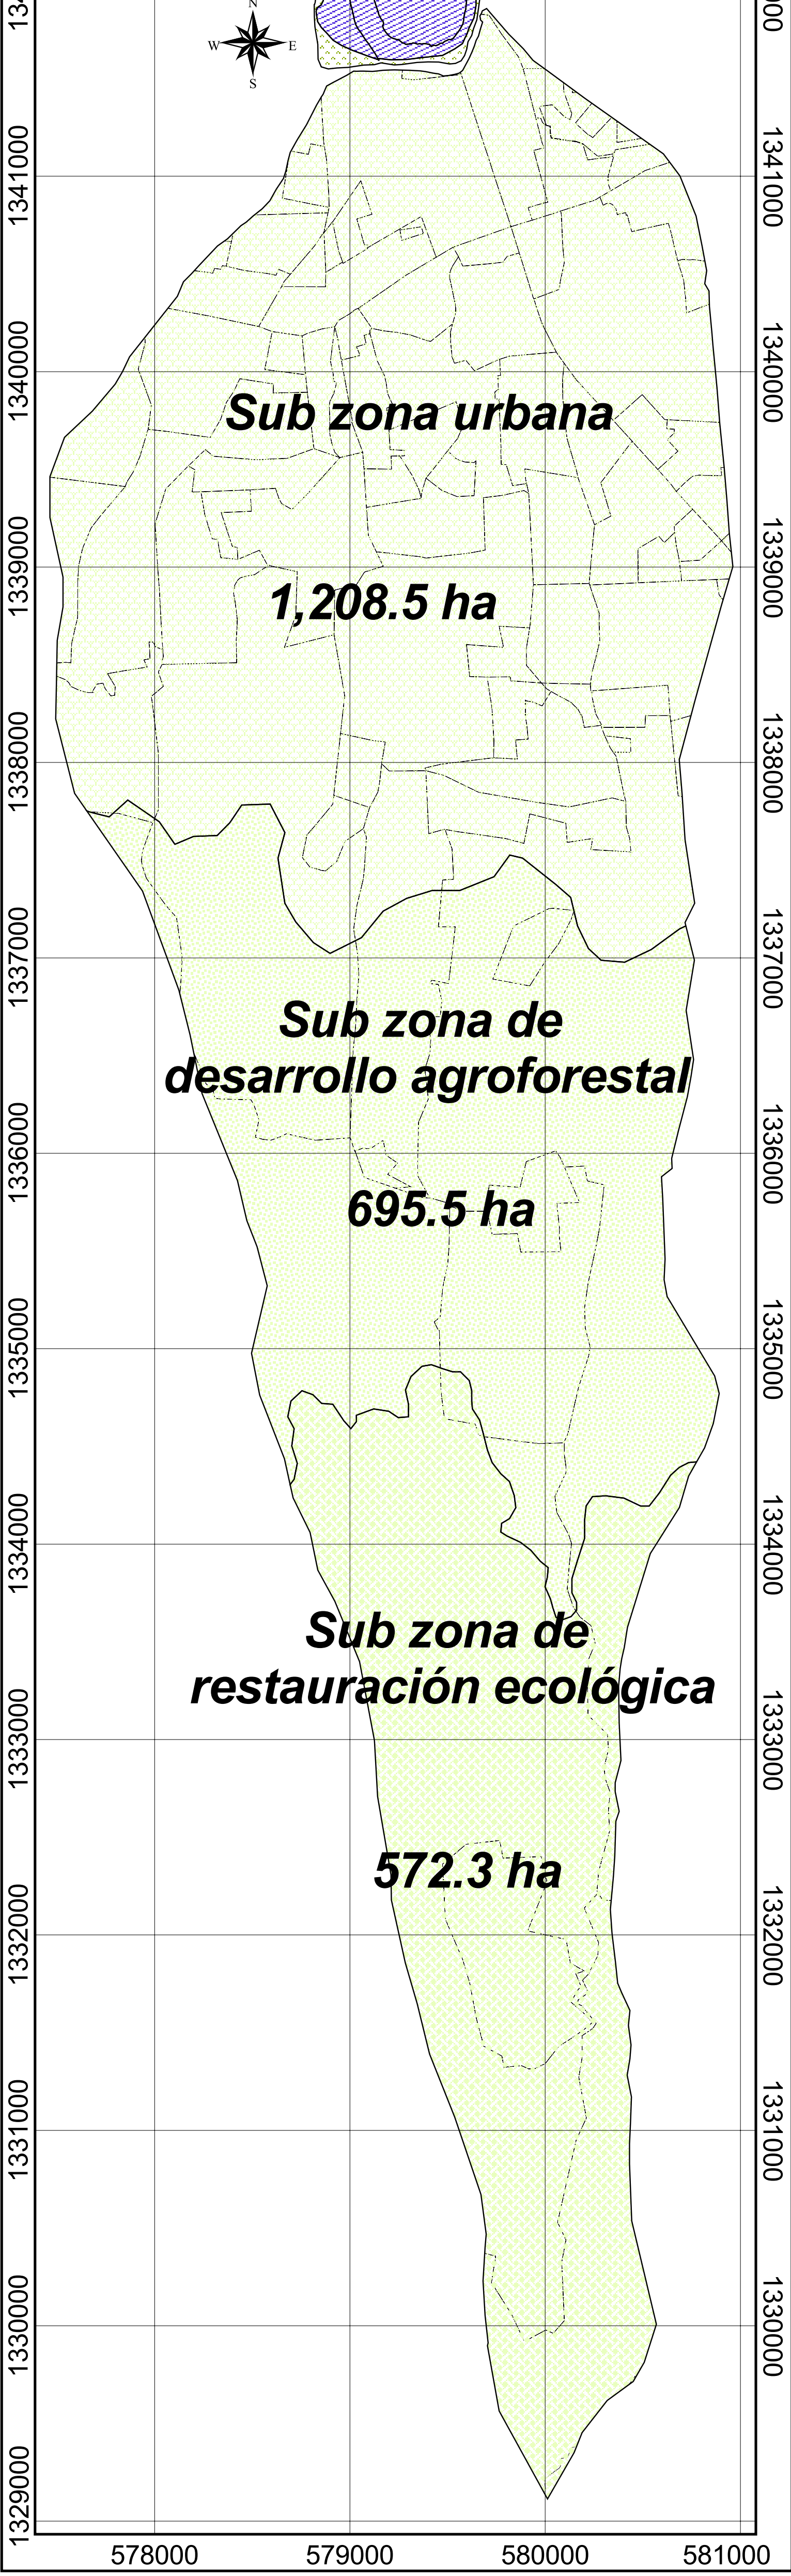 N
W E
S
1341000 1341000
1340000 1340000
Sub zona urbana
1339000 1339000
1,208.5 ha
1338000 1338000
1337000 1337000
Sub zona de
desarrollo agroforestal
1336000 1336000
695.5 ha
1335000 1335000
1334000 1334000
Sub zona de
restauración ecológica
1333000 1333000
572.3 ha
1332000 1332000
1331000 1331000
1330000 1330000
1329000
578000 579000 580000 581000